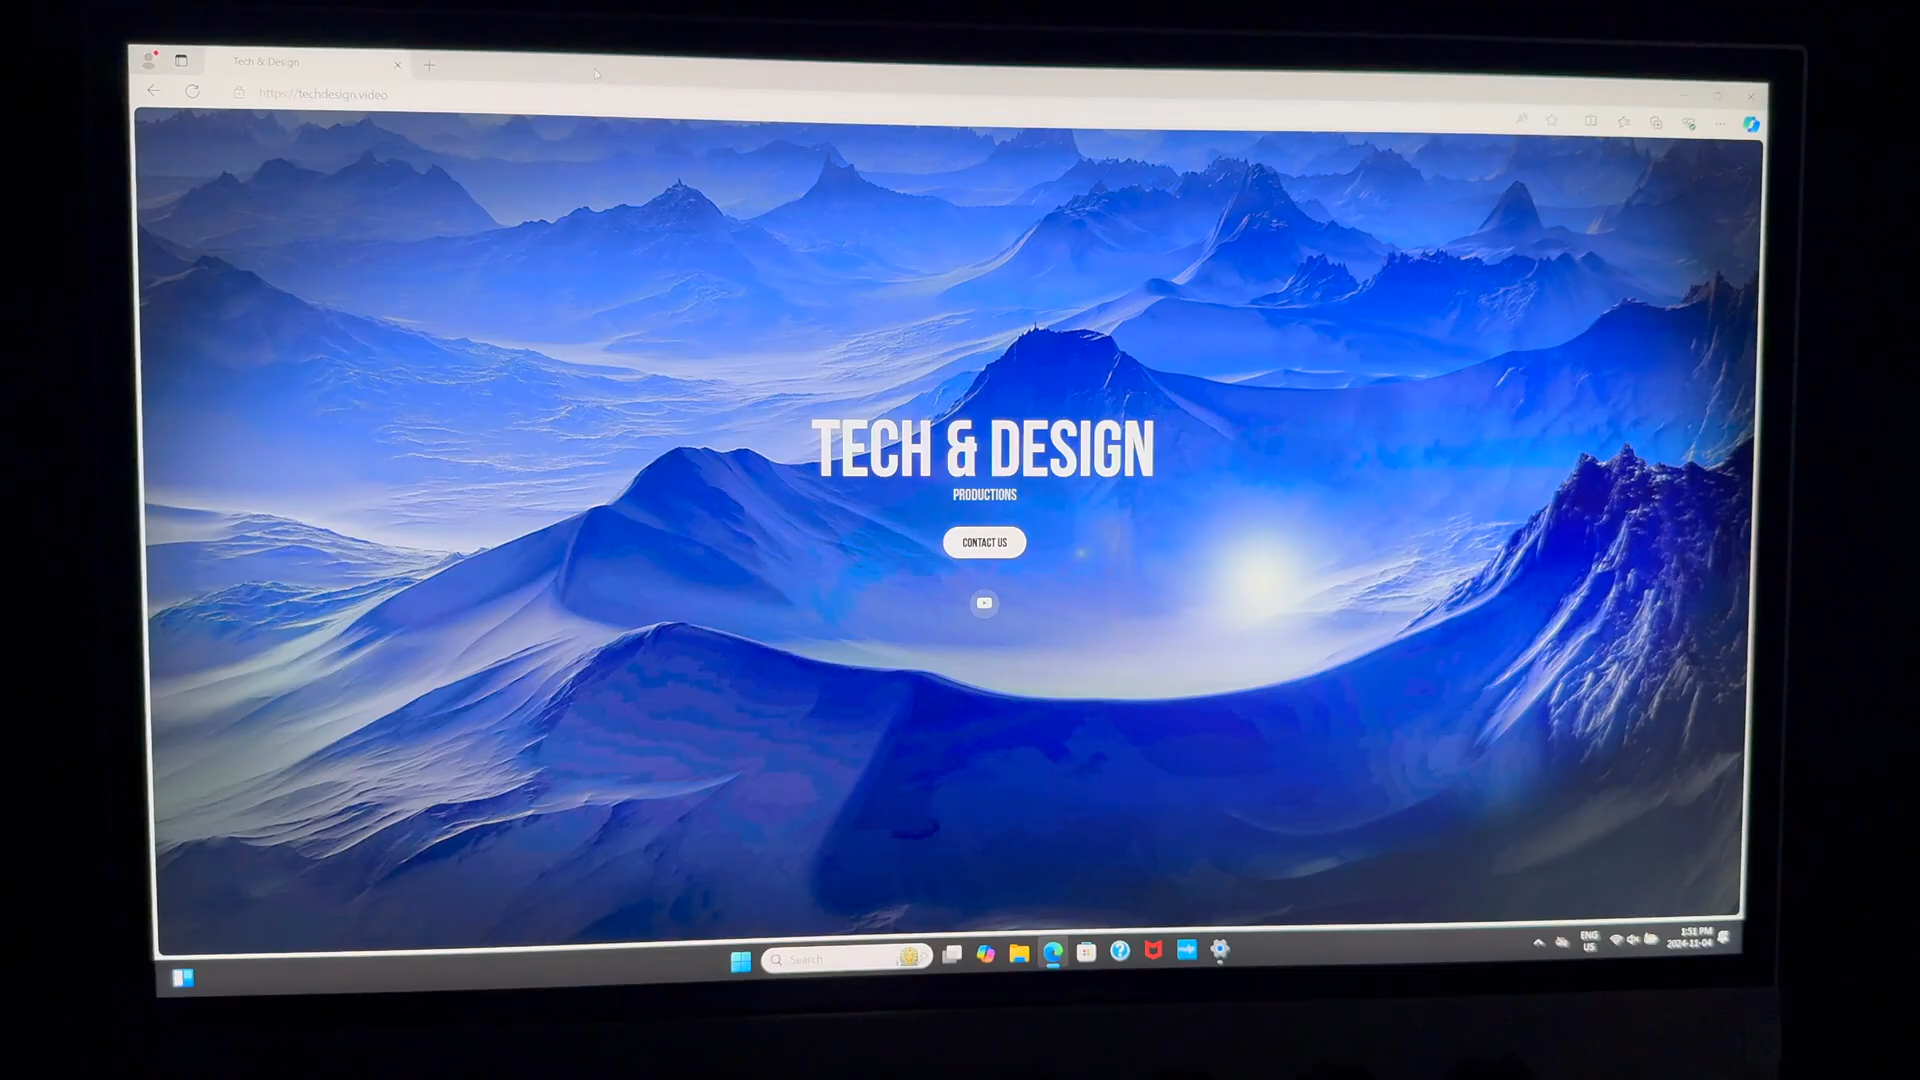 Tech & Design
https://techdesign.video
TECH & DESIGN
PRODUCTIONS
CONTACT US
Search
ENG
US
1:51 PM
2024-11-04